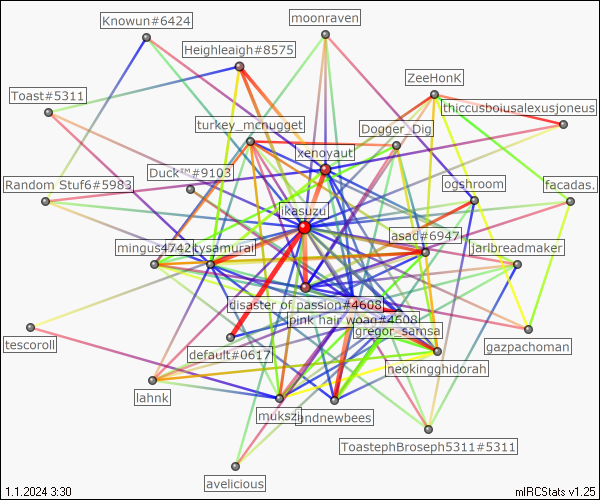 Knowun#6424
moonraven
Heighleaigh#8575
ZeeHonK
Toast#5311
thiccusboiusalexusjoneus
turkey_mcnugget
Dogger_Dig
xenoyaut
Duck™#9103
Random Stuf6#5983
ogshroom
facadas.
ikasuzu
asad#6947
mingus4742
tysamurai
jarlbreadmaker
disaster of passion#4608
pink hair woag#4608
gregor_samsa
tescoroll
default#0617
gazpachoman
neokingghidorah
lahnk
mukszi
andnewbees
ToastephBroseph5311#5311
avelicious
1.1.2024 3:30
mIRCStats v1.25